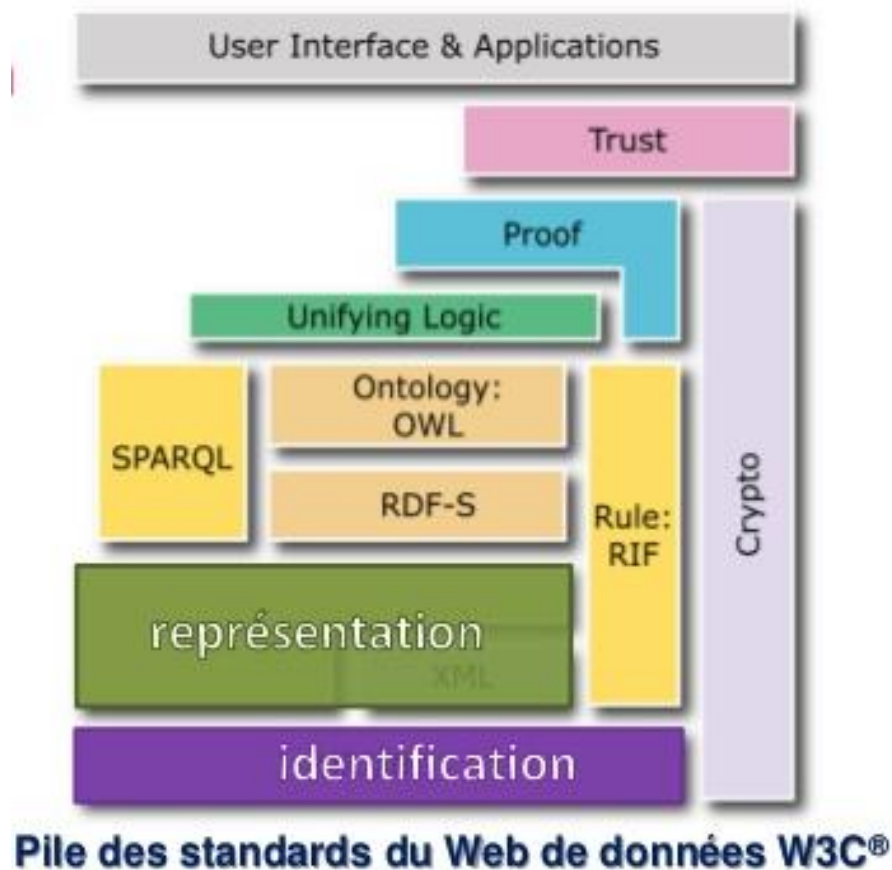 User Interface & Applications
Trust
Proof
Unifying Logic
Ontology:
OWL
SPARQL
RDF-S
Rule:
RIF
Crypto
représentation
XML
identification
Pile des standards du Web de données W3C®